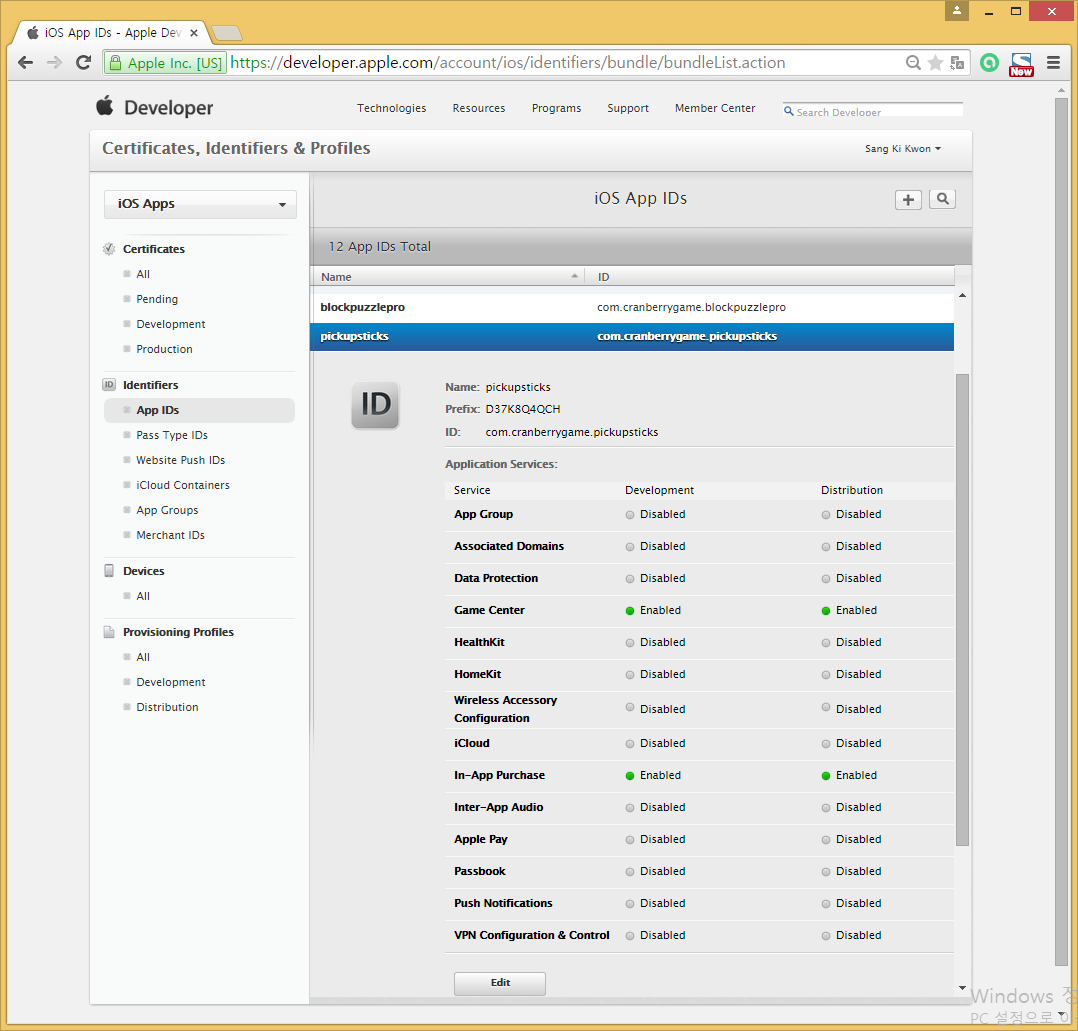 iOS App IDs - Apple Dev
Apple Inc. [US] https://developer.apple.com/account/ios/identifiers/bundle/bundleList.action
New
Developer
Technologies Resources Programs Support Member Center Search Developer
Certificates, Identifiers & Profiles
Sang Ki Kwon
iOS Apps
iOS App IDs
12 App IDs Total
Name ID
blockpuzzlepro com.cranberrygame.blockpuzzlepro
pickupsticks com.cranberrygame.pickupsticks
Certificates
All
Pending
Development
Production
ID Identifiers
App IDs
Pass Type IDs
Website Push IDs
iCloud Containers
App Groups
Merchant IDs
Devices
All
Provisioning Profiles
All
Development
Distribution
ID
Name: pickupsticks
Prefix: D37K8Q4QCH
ID: com.cranberrygame.pickupsticks
Application Services:
Service Development Distribution
App Group Disabled Disabled
Associated Domains Disabled Disabled
Data Protection Disabled Disabled
Game Center Enabled Enabled
HealthKit Disabled Disabled
HomeKit Disabled Disabled
Wireless Accessory
Configuration Disabled Disabled
iCloud Disabled Disabled
In-App Purchase Enabled Enabled
Inter-App Audio Disabled Disabled
Apple Pay Disabled Disabled
Passbook Disabled Disabled
Push Notifications Disabled Disabled
VPN Configuration & Control Disabled Disabled
Edit
Windows
PC 설정으로